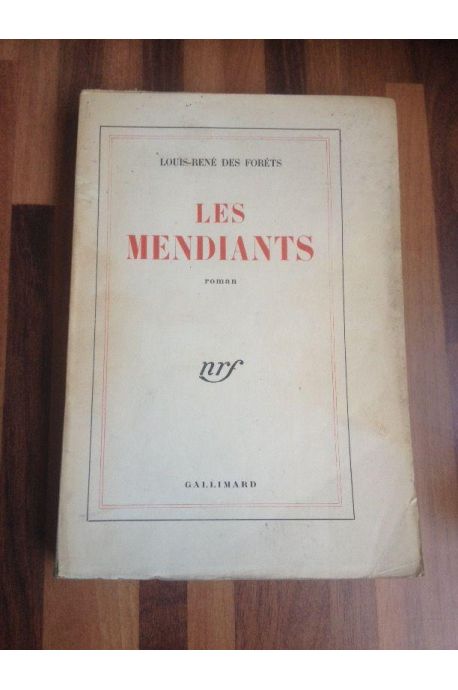 LOUIS-RENÉ DES FORÊTS
LES
MENDIANTS
roman
nrf
GALLIMARD